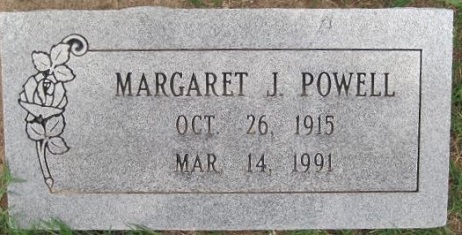 MARGARET J. POWELL
OCT. 26, 1915
MAR. 14, 1991